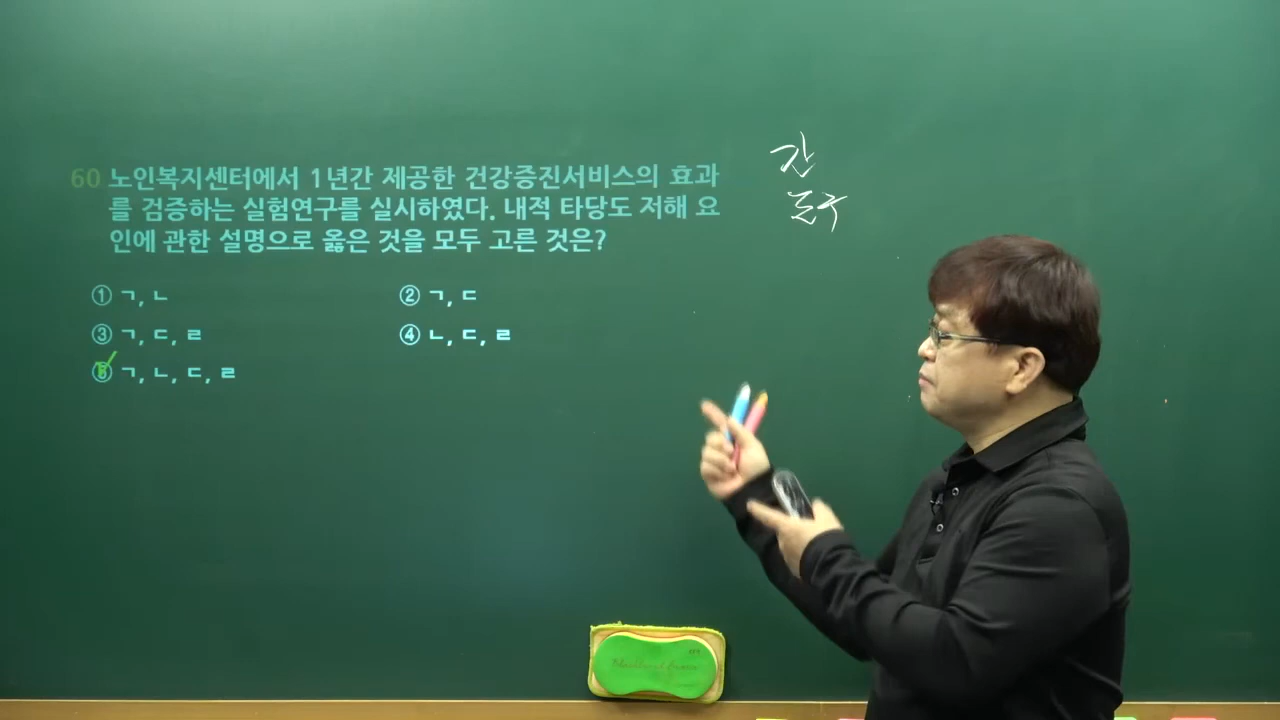 60 노인복지센터에서 1년간 제공한 건강증진서비스의 효과
를 검증하는 실험연구를 실시하였다. 내적 타당도 저해 요
인에 관한 설명으로 옳은 것을 모두 고른 것은?
① ㄱ, ㄴ
② ㄱ, ㄷ
③ ㄱ, ㄷ, ㄹ
④ ㄴ, ㄷ, ㄹ
⑤ ㄱ, ㄴ, ㄷ, ㄹ